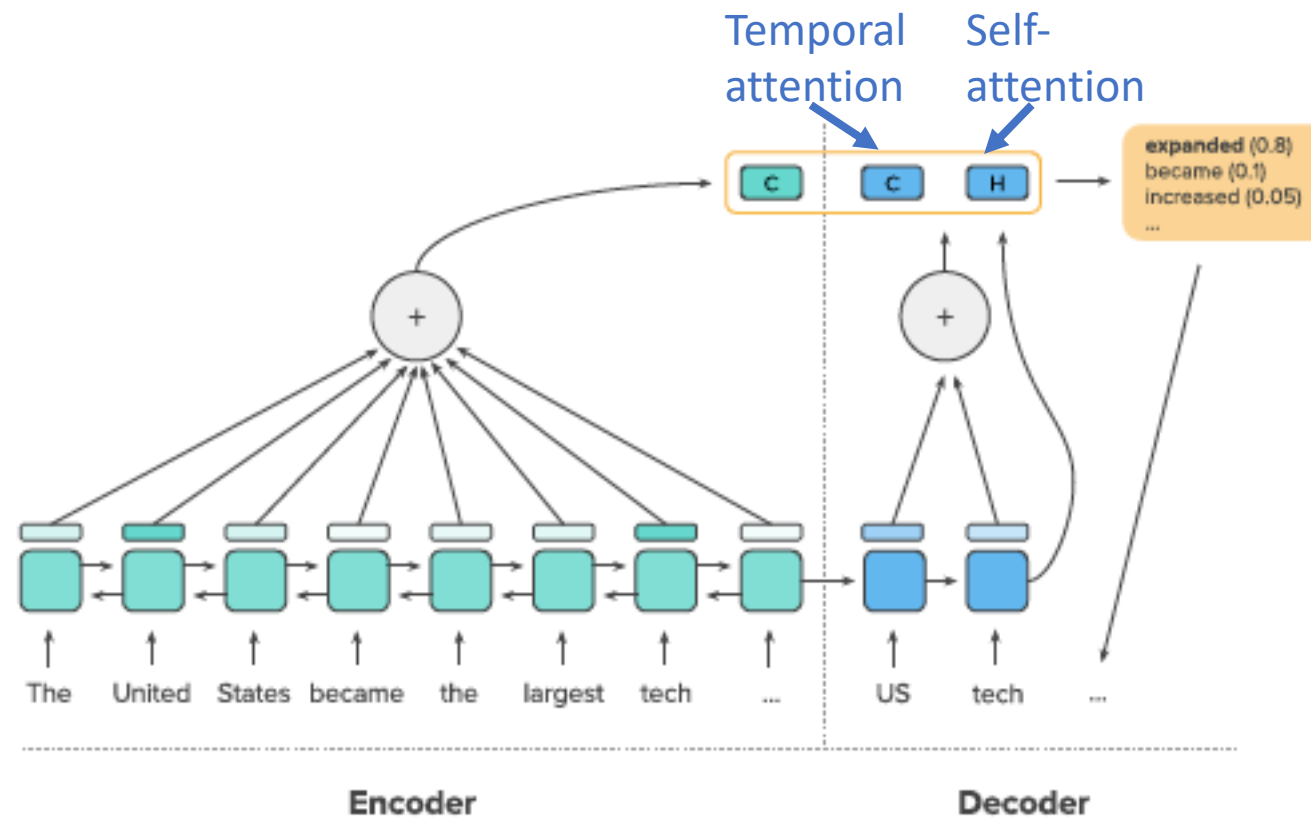 Temporal
attention
Self-
attention
expanded (0.8)
became (0.1)
increased (0.05)
...
C
C
H
+
+
The United States became the largest tech ...
US tech ...
Encoder
Decoder